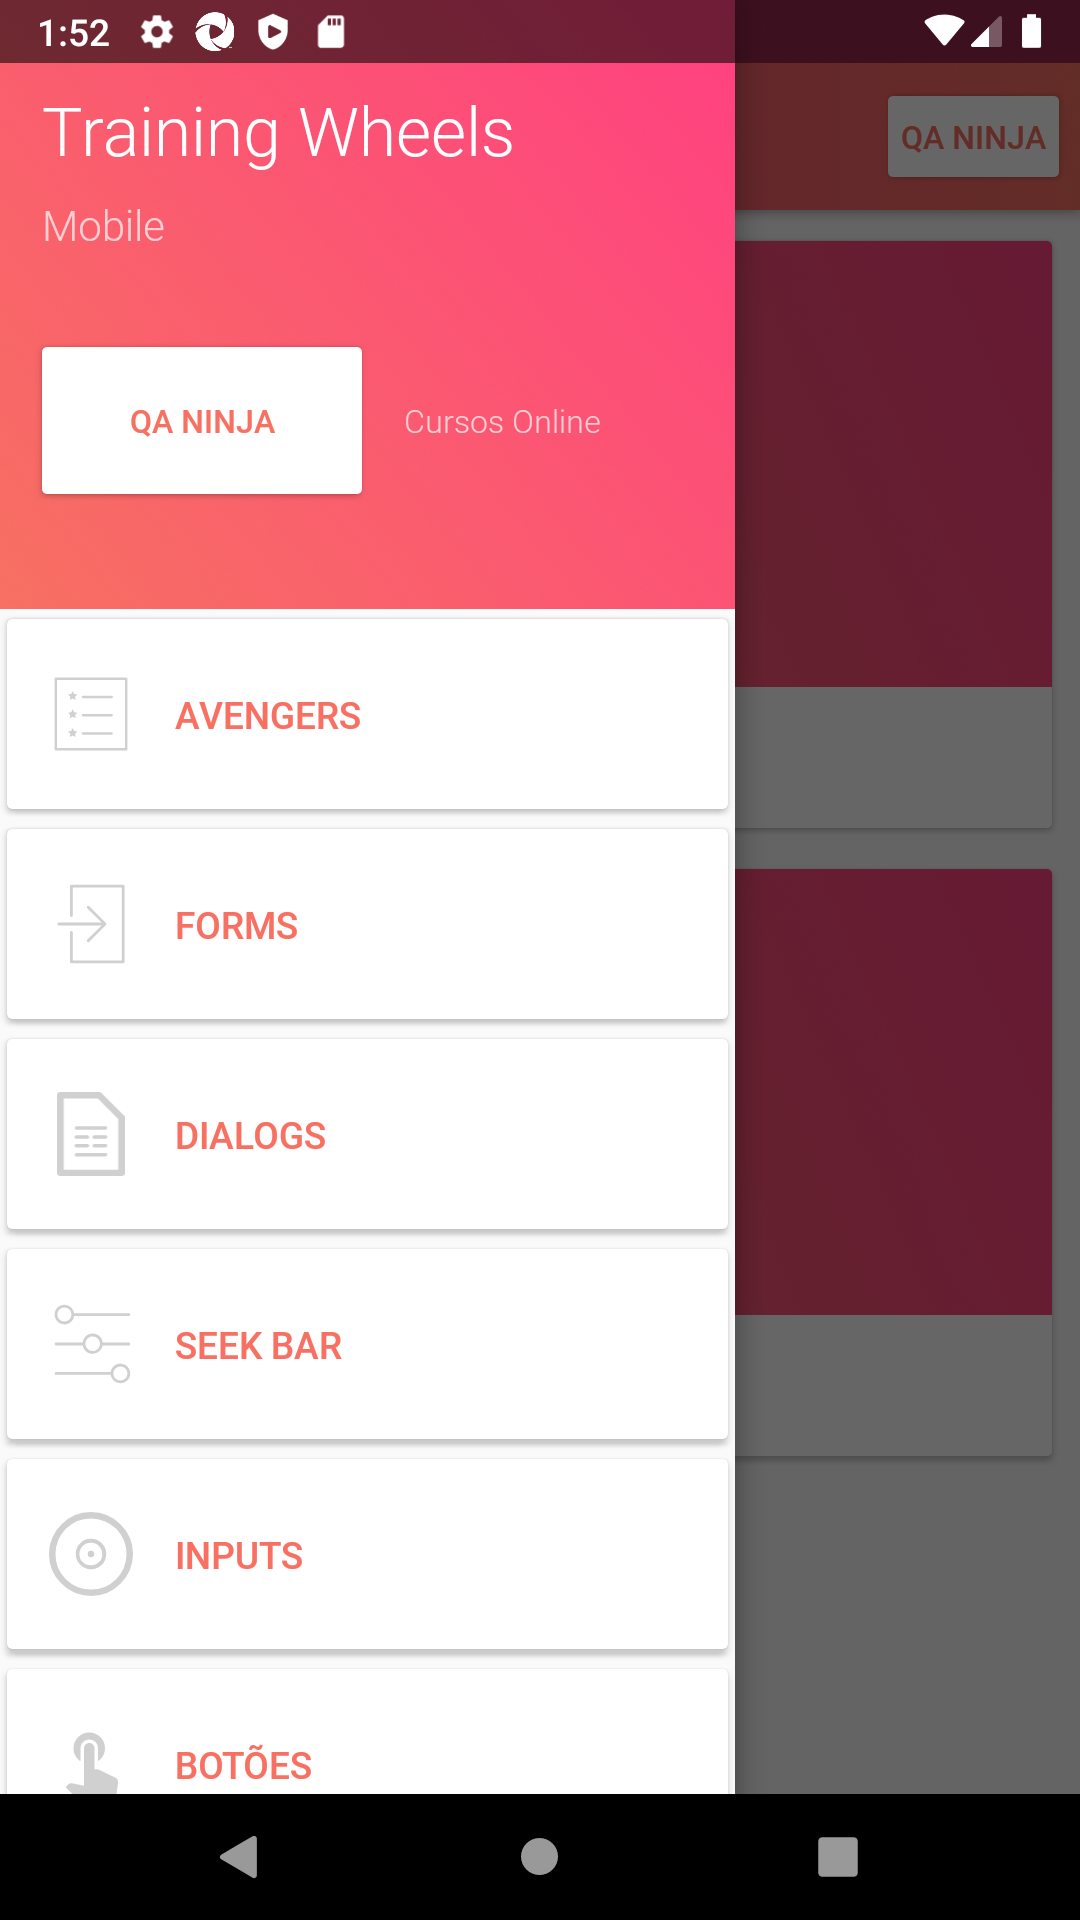 1:52
Training Wheels
Mobile
QA NINJA
QA NINJA
Cursos Online
AVENGERS
FORMS
DIALOGS
SEEK BAR
INPUTS
BOTÕES